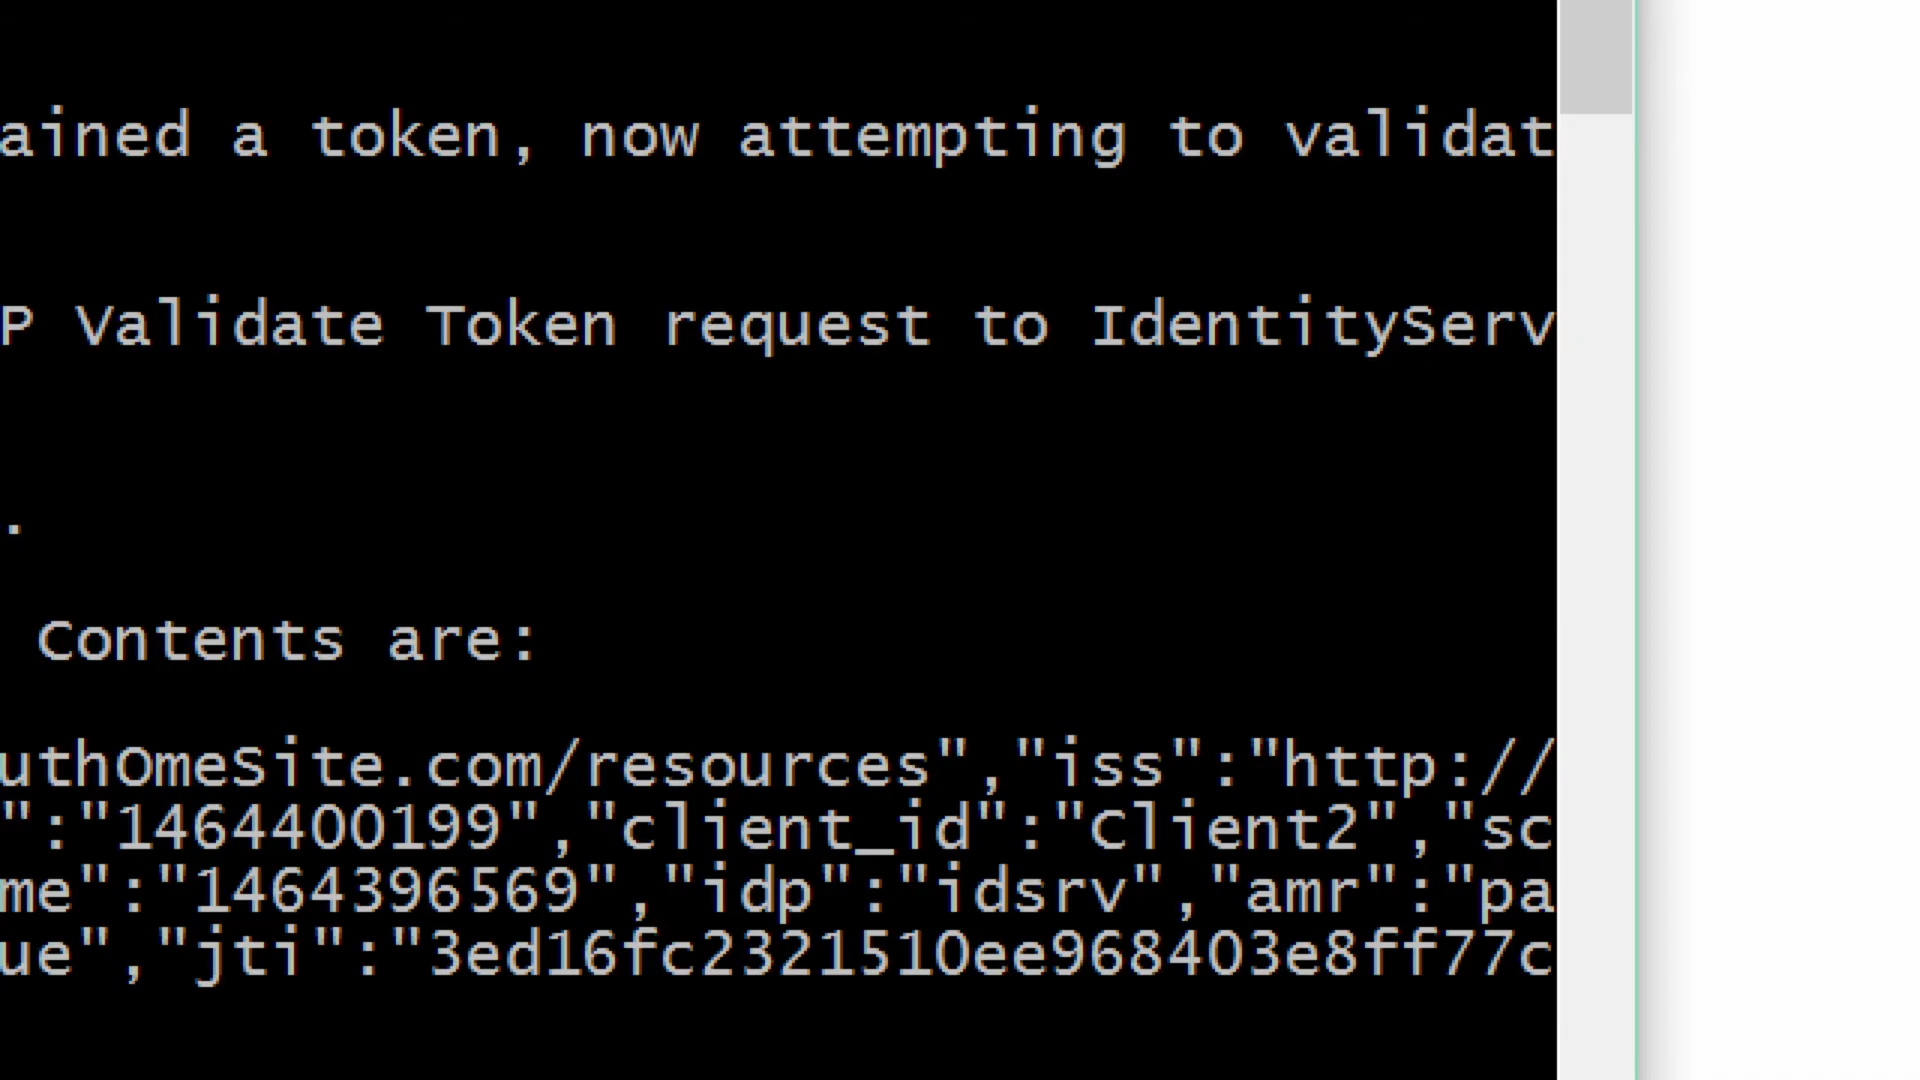 ained a token, now attempting to validat
P Validate Token request to IdentityServ
.
Contents are:
uthOmeSite.com/resources","iss":"http://
":"1464400199","client_id":"Client2","sc
me":"1464396569","idp":"idsrv","amr":"pa
ue","jti":"3ed16fc2321510ee968403e8ff77c